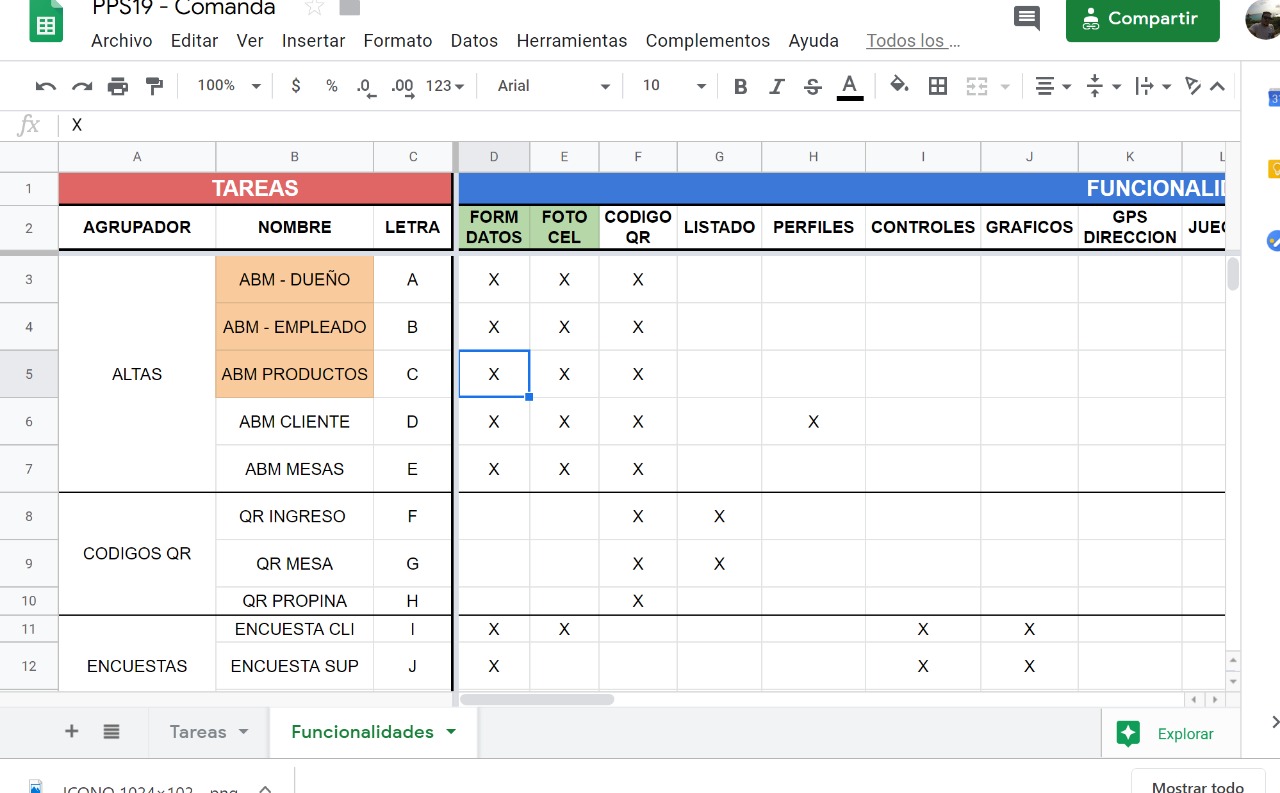 PPS19 - Comanda
Archivo Editar Ver Insertar Formato Datos Herramientas Complementos Ayuda Todos los ...
Compartir
100% $ % .0 .00 123 Arial 10 B I S A
fx X
A B C D E F G H I J K L
1 TAREAS FUNCIONALI
2 AGRUPADOR NOMBRE LETRA FORM DATOS FOTO CEL CODIGO QR LISTADO PERFILES CONTROLES GRAFICOS GPS DIRECCION JUE
3 ABM - DUEÑO A X X X
4 ABM - EMPLEADO B X X X
5 ALTAS ABM PRODUCTOS C X X X
6 ABM CLIENTE D X X X X
7 ABM MESAS E X X X
8 QR INGRESO F X X
9 CODIGOS QR QR MESA G X X
10 QR PROPINA H X
11 ENCUESTA CLI I X X X X
12 ENCUESTAS ENCUESTA SUP J X X X
Tareas Funcionalidades Explorar
ICONO 1024x102...png Mostrar todo